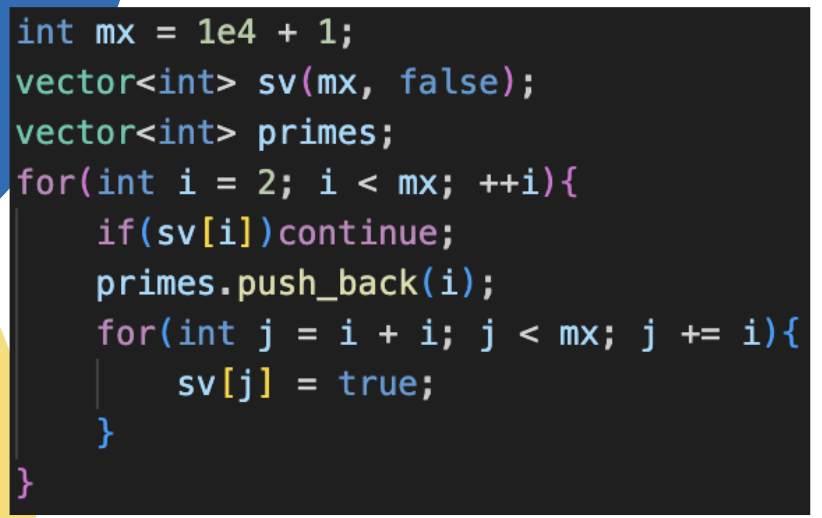 int mx = 1e4 + 1;
vector<int> sv(mx, false);
vector<int> primes;
for(int i = 2; i < mx; ++i){
    if(sv[i])continue;
    primes.push_back(i);
    for(int j = i + i; j < mx; j += i){
        sv[j] = true;
    }
}